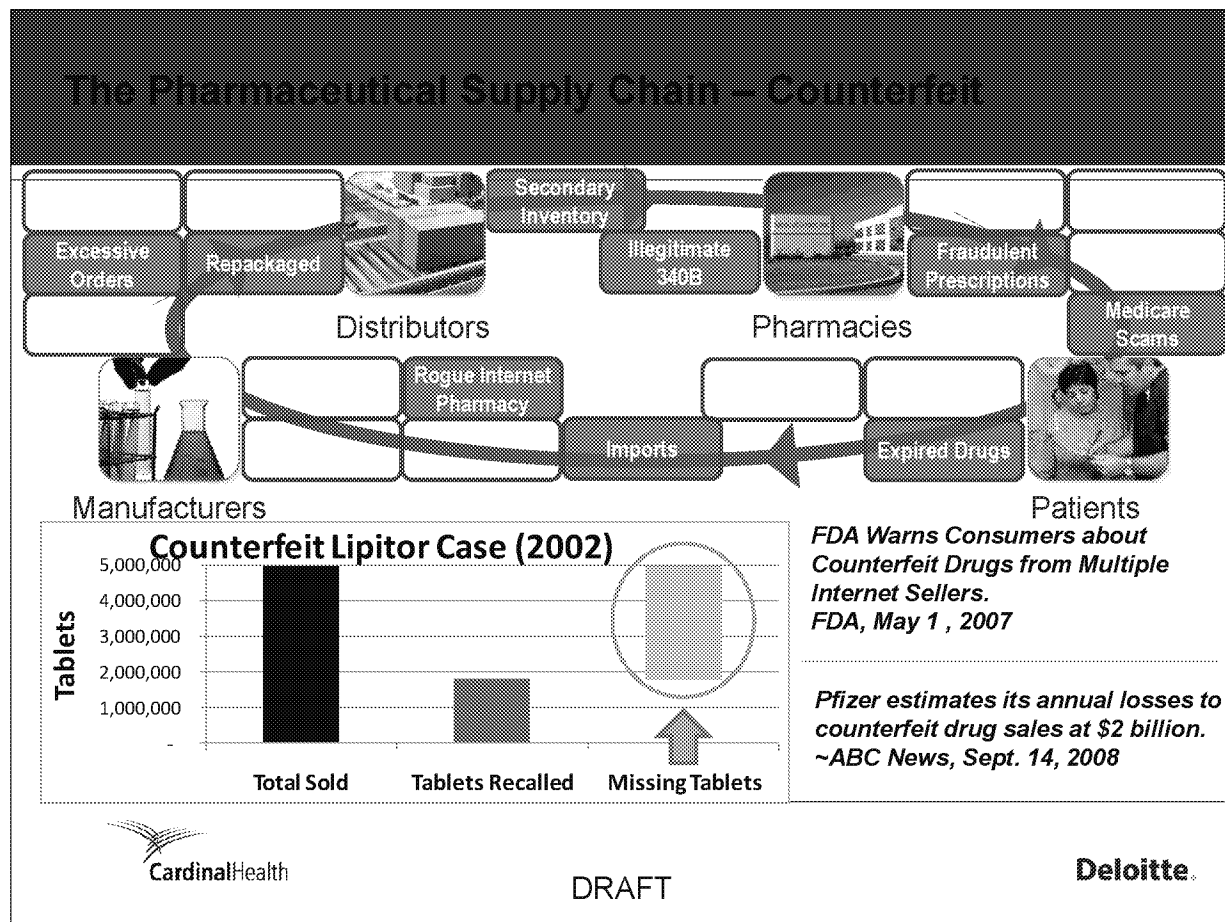 The Pharmaceutical Supply Chain – Counterfeit
Secondary
Inventory
Excessive
Orders
Repackaged
Illegitimate
340B
Fraudulent
Prescriptions
Medicare
Scams
Distributors
Pharmacies
Rogue Internet
Pharmacy
Imports
Expired Drugs
Manufacturers
Patients
Counterfeit Lipitor Case (2002)
Tablets
5,000,000
4,000,000
3,000,000
2,000,000
1,000,000
-
Total Sold
Tablets Recalled
Missing Tablets
FDA Warns Consumers about
Counterfeit Drugs from Multiple
Internet Sellers.
FDA, May 1 , 2007
Pfizer estimates its annual losses to
counterfeit drug sales at $2 billion.
~ABC News, Sept. 14, 2008
CardinalHealth
DRAFT
Deloitte.